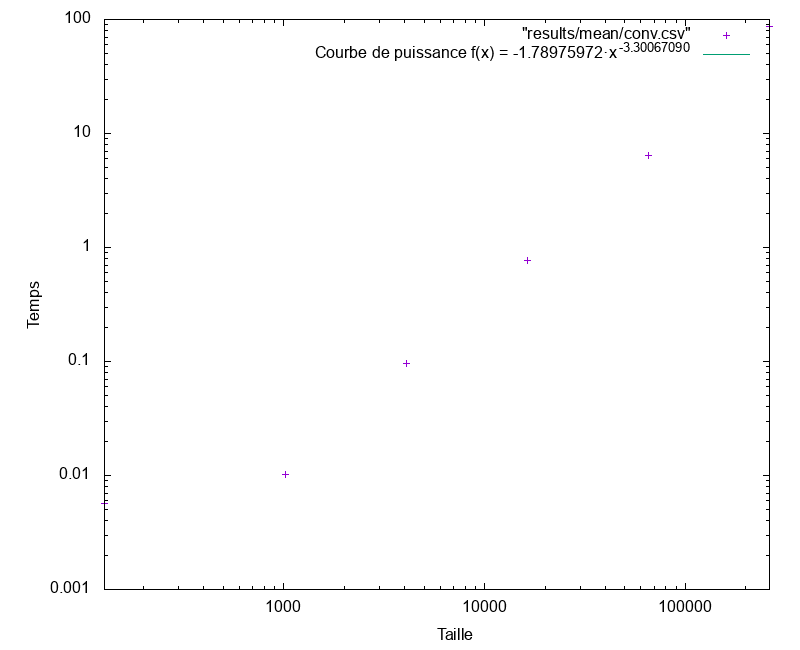 100
10
1
0.1
0.01
0.001
1000 10000 100000
Temps
Taille
"results/mean/conv.csv"
Courbe de puissance f(x) = -1.78975972·x^-3.30067090